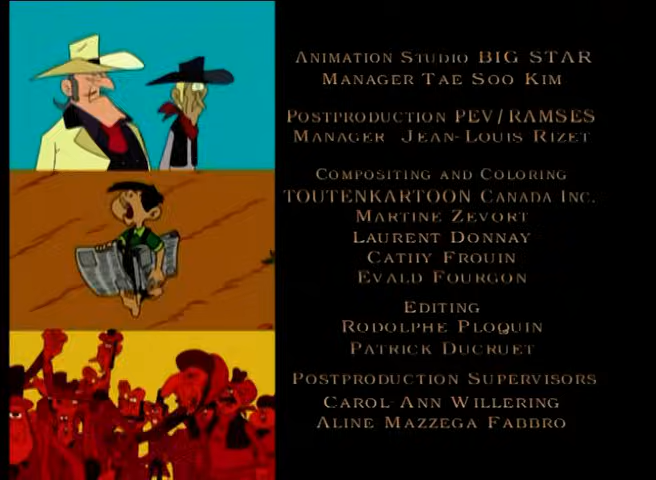 Animation Studio BIG STAR
Manager Tae Soo Kim
Postproduction PEV/RAMSES
Manager Jean-Louis Rizet
Compositing and Coloring
TOUTENKARTOON Canada Inc.
Martine Zevort
Laurent Donnay
Cathy Frouin
Evald Fourgon
Editing
Rodolphe Ploquin
Patrick Ducruet
Postproduction Supervisors
Carol-Ann Willering
Aline Mazzega Fabbro